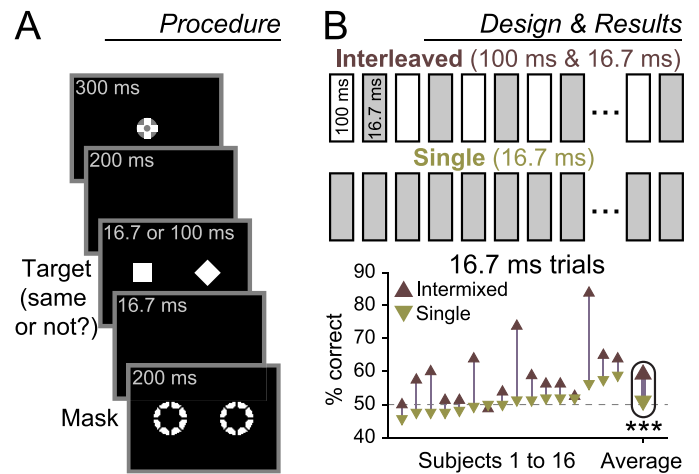 A
Procedure
300 ms
200 ms
16.7 or 100 ms
Target
(same
or not?)
16.7 ms
200 ms
Mask
B
Design & Results
Interleaved (100 ms & 16.7 ms)
100 ms
16.7 ms
...
Single (16.7 ms)
...
16.7 ms trials
Intermixed
Single
% correct
90
80
70
60
50
40
***
Subjects 1 to 16
Average